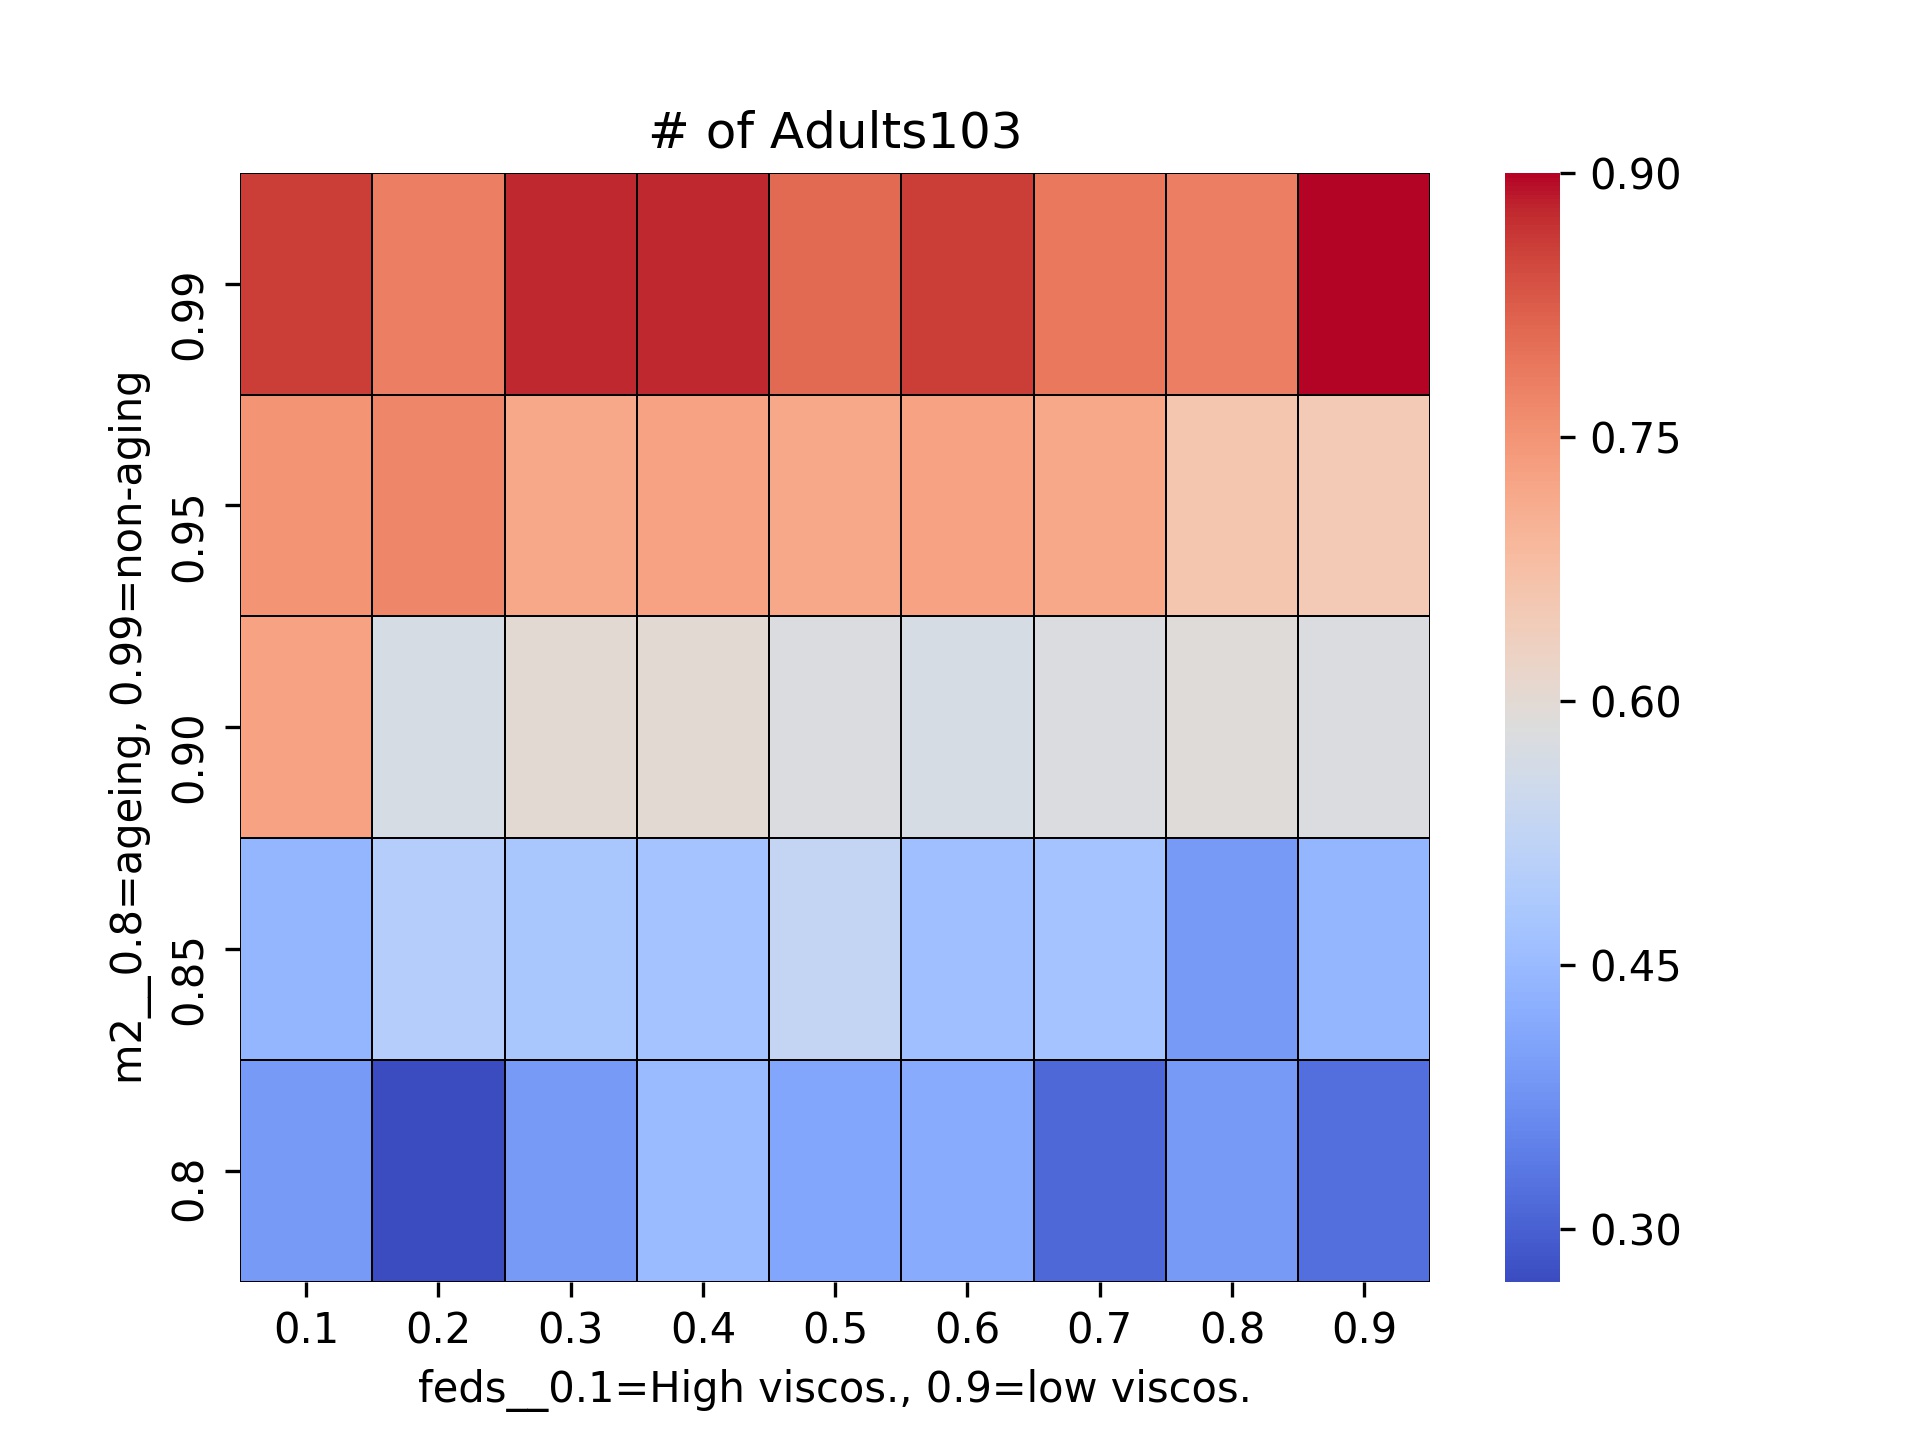 # of Adults103
m2__0.8=ageing, 0.99=non-aging
0.99
0.95
0.90
0.85
0.8
0.1 0.2 0.3 0.4 0.5 0.6 0.7 0.8 0.9
feds__0.1=High viscos., 0.9=low viscos.
0.90
0.75
0.60
0.45
0.30